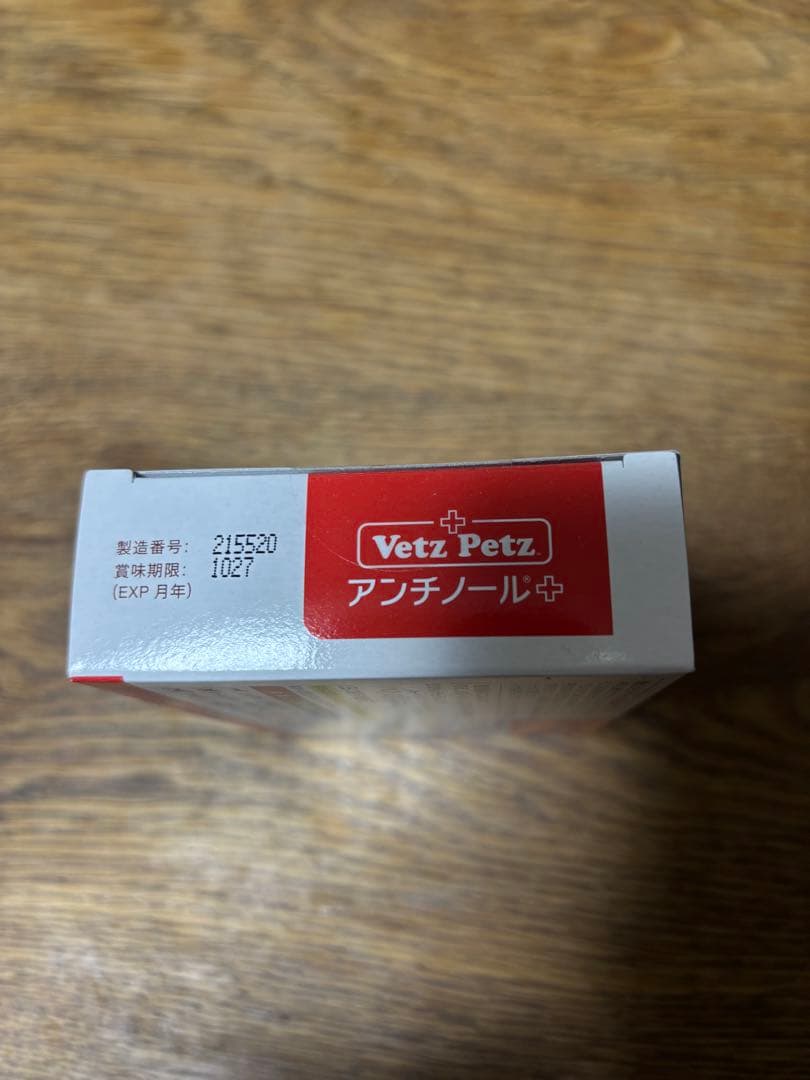 製造番号: 215520
賞味期限: 1027
(EXP 月年)
Vetz Petz™
アンチノール®